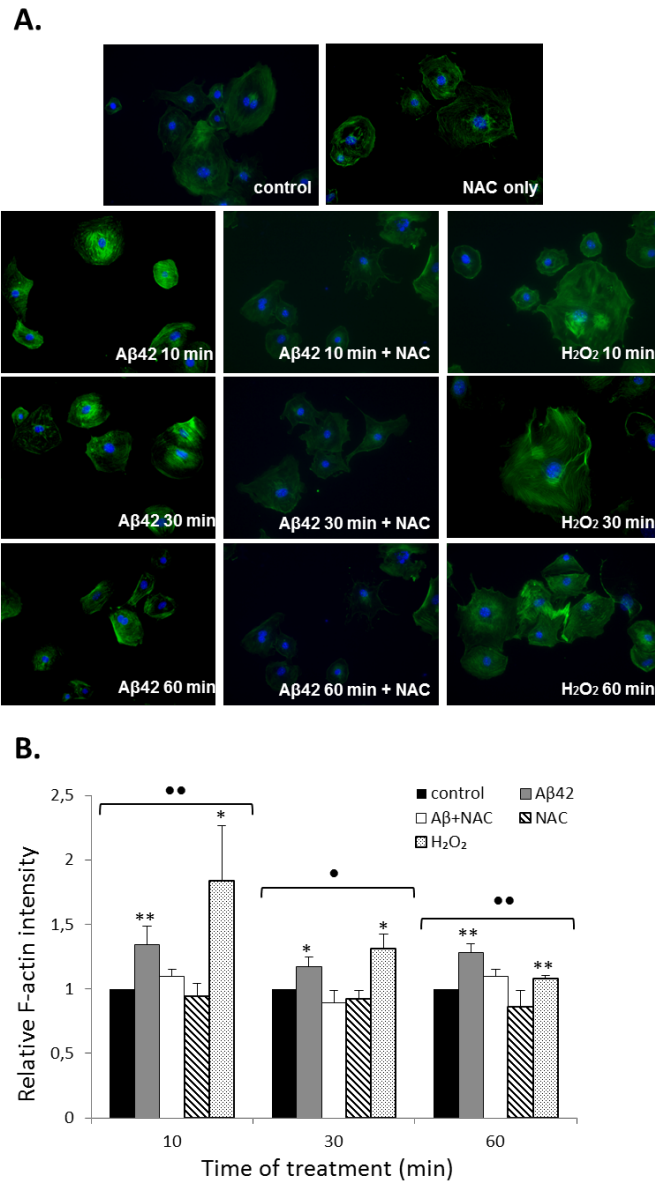 A.
control
NAC only
Aβ42 10 min
Aβ42 10 min + NAC
H₂O₂ 10 min
Aβ42 30 min
Aβ42 30 min + NAC
H₂O₂ 30 min
Aβ42 60 min
Aβ42 60 min + NAC
H₂O₂ 60 min
B.
Relative F-actin intensity
2,5
2
1,5
1
0,5
0
●●
●
●●
**
*
*
*
**
**
control
Aβ42
Aβ+NAC
NAC
H₂O₂
10
30
60
Time of treatment (min)